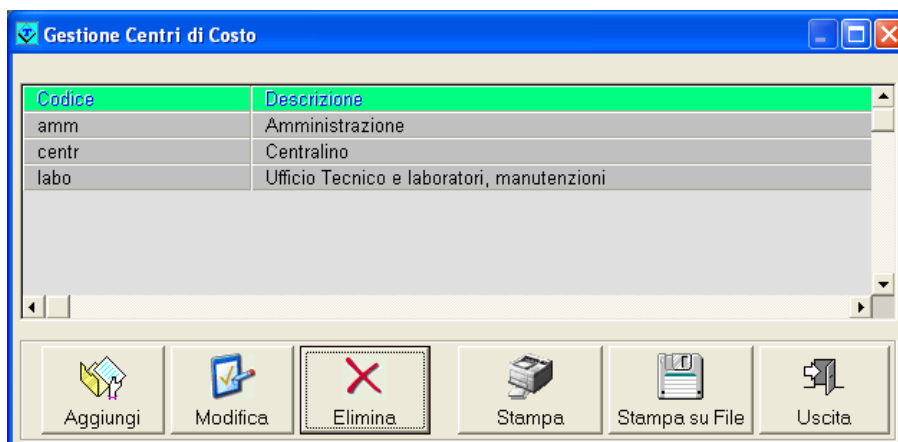 Gestione Centri di Costo
Codice Descrizione
amm Amministrazione
centr Centralino
labo Ufficio Tecnico e laboratori, manutenzioni
Aggiungi Modifica Elimina Stampa Stampa su File Uscita